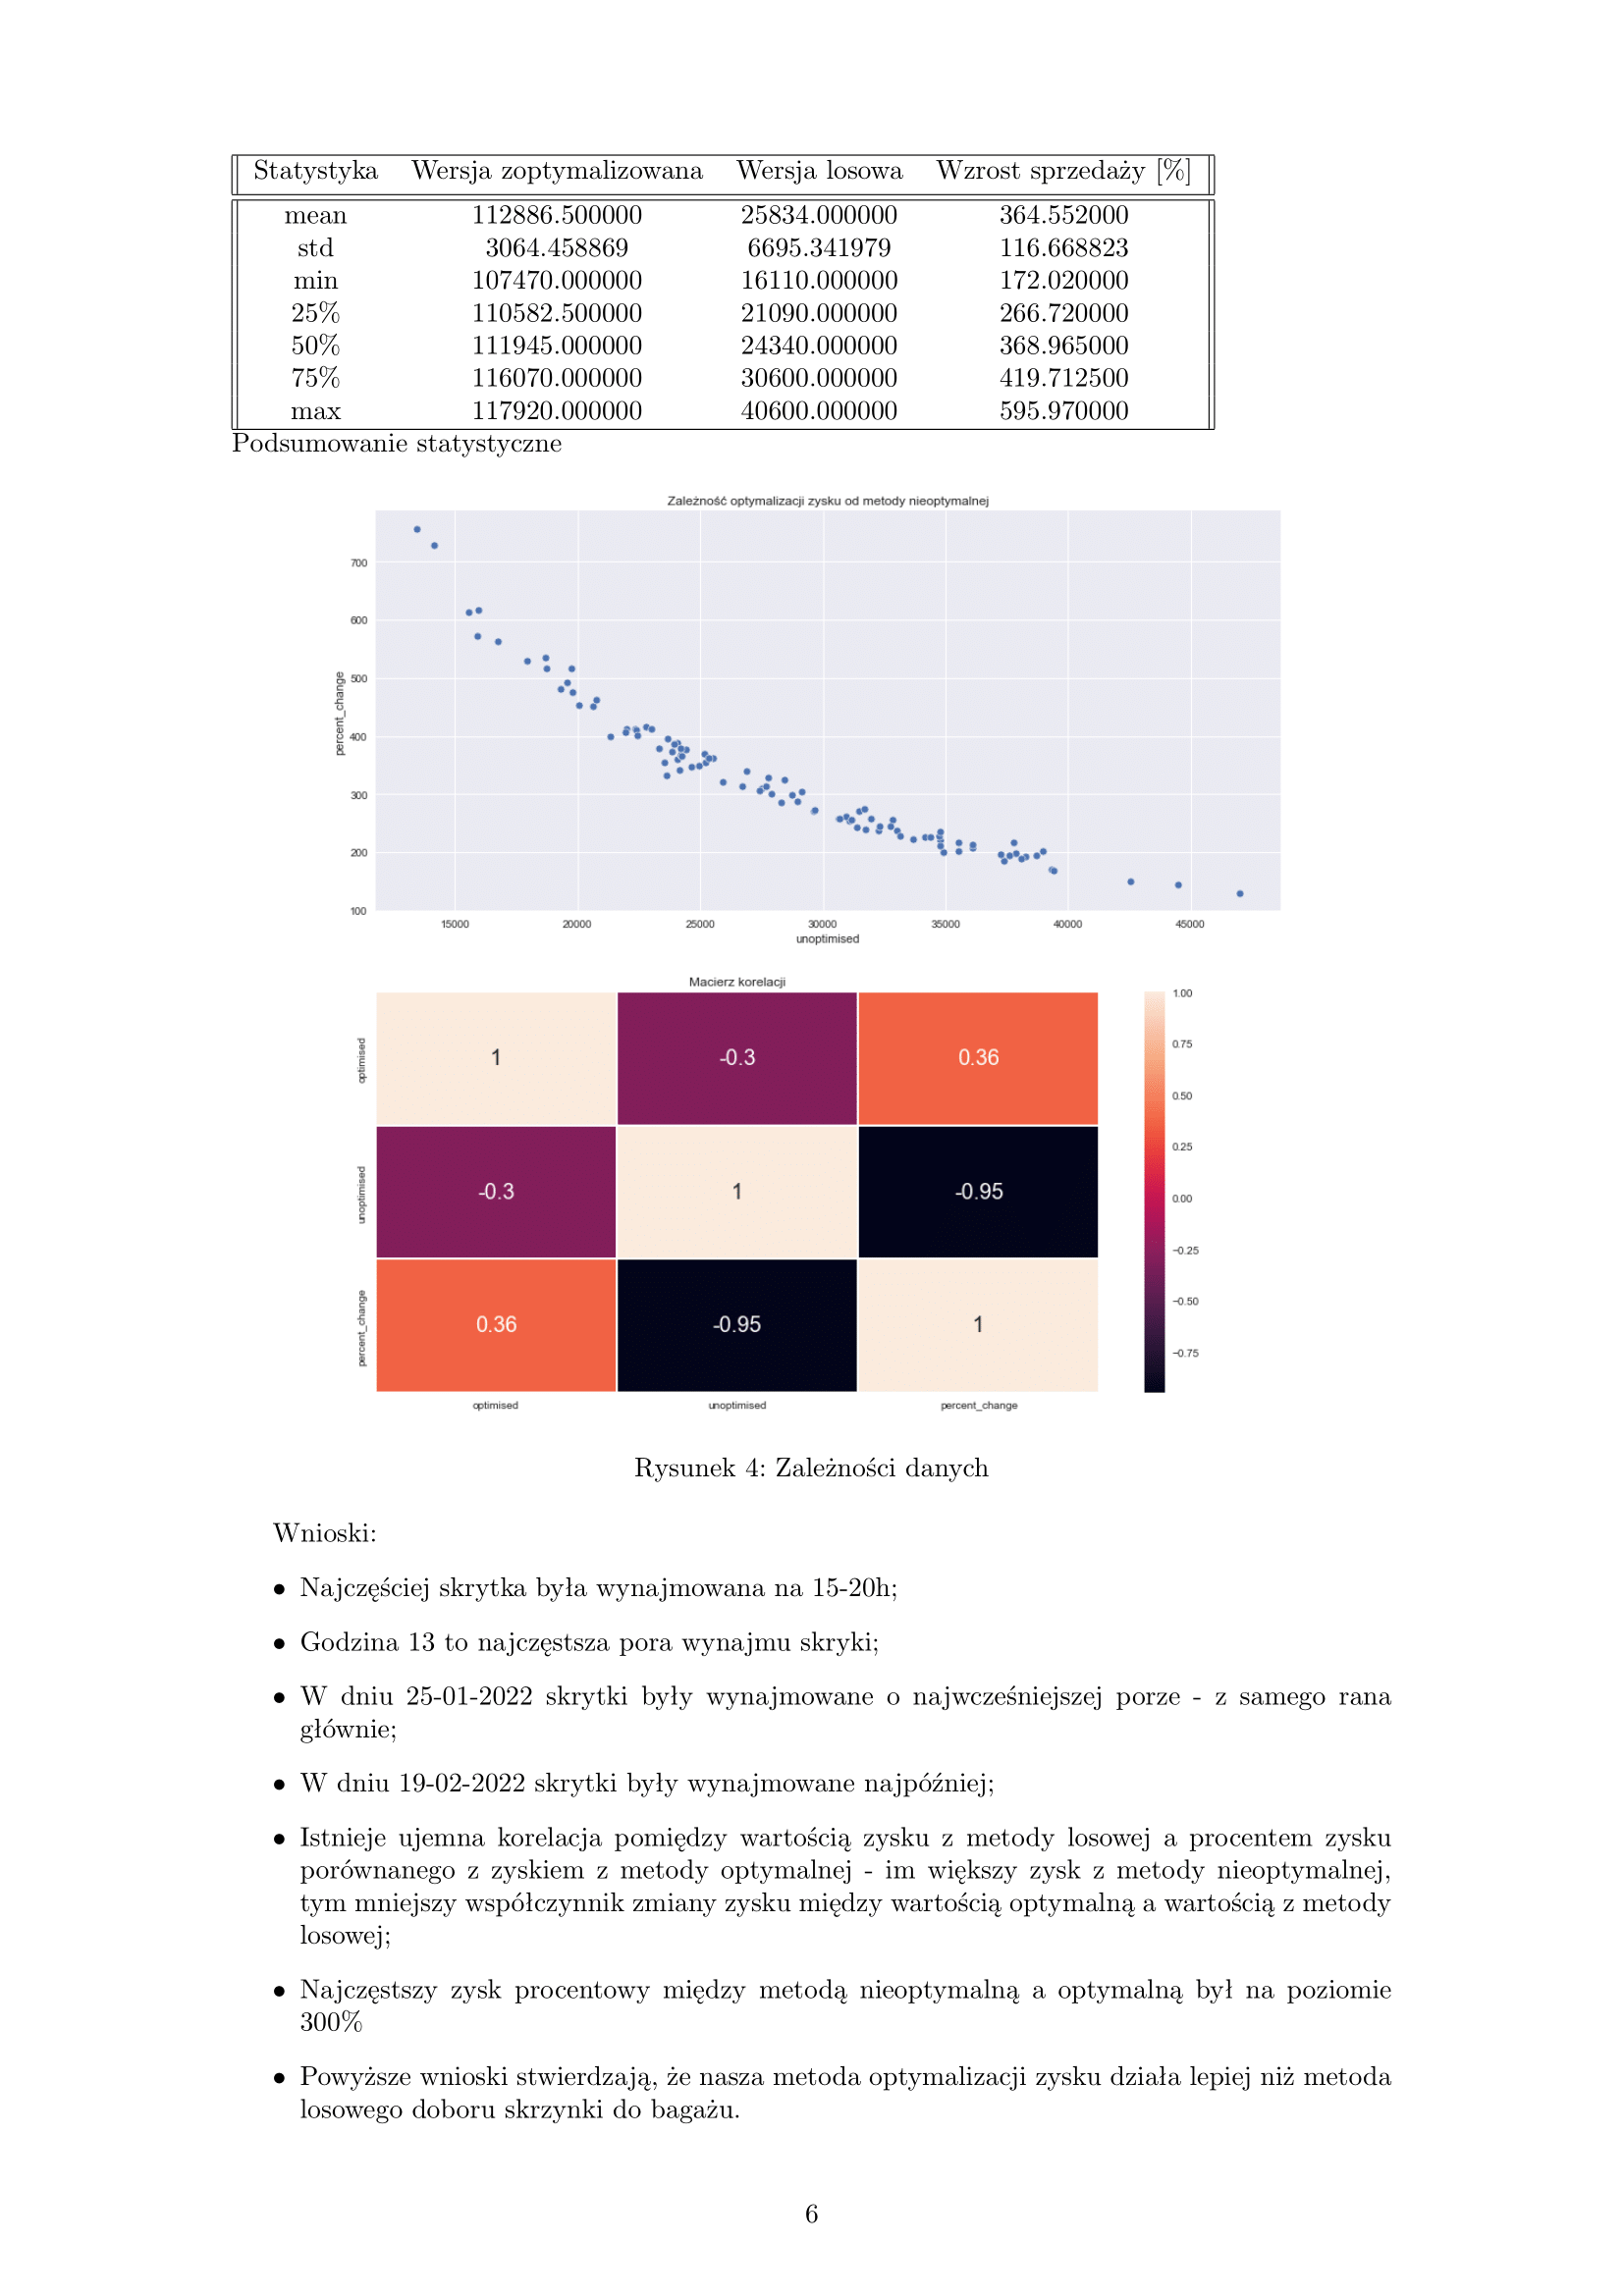 Statystyka Wersja zoptymalizowana Wersja losowa Wzrost sprzedaży [%]
mean 112886.500000 25834.000000 364.552000
std 3064.458869 6695.341979 116.668823
min 107470.000000 16110.000000 172.020000
25% 110582.500000 21090.000000 266.720000
50% 111945.000000 24340.000000 368.965000
75% 116070.000000 30600.000000 419.712500
max 117920.000000 40600.000000 595.970000
Podsumowanie statystyczne
Zależność optymalizacji zysku od metody nieoptymalnej
percent_change
700
600
500
400
300
200
100
15000 20000 25000 30000 35000 40000 45000
unoptimised
Macierz korelacji
optimised 1 -0.3 0.36
unoptimised -0.3 1 -0.95
percent_change 0.36 -0.95 1
optimised unoptimised percent_change
1.00
0.75
0.50
0.25
0.00
−0.25
−0.50
−0.75
Rysunek 4: Zależności danych
Wnioski:
• Najczęściej skrytka była wynajmowana na 15-20h;
• Godzina 13 to najczęstsza pora wynajmu skryki;
• W dniu 25-01-2022 skrytki były wynajmowane o najwcześniejszej porze - z samego rana
głównie;
• W dniu 19-02-2022 skrytki były wynajmowane najpóźniej;
• Istnieje ujemna korelacja pomiędzy wartością zysku z metody losowej a procentem zysku
porównanego z zyskiem z metody optymalnej - im większy zysk z metody nieoptymalnej,
tym mniejszy współczynnik zmiany zysku między wartością optymalną a wartością z metody
losowej;
• Najczęstszy zysk procentowy między metodą nieoptymalną a optymalną był na poziomie
300%
• Powyższe wnioski stwierdzają, że nasza metoda optymalizacji zysku działa lepiej niż metoda
losowego doboru skrzynki do bagażu.
6